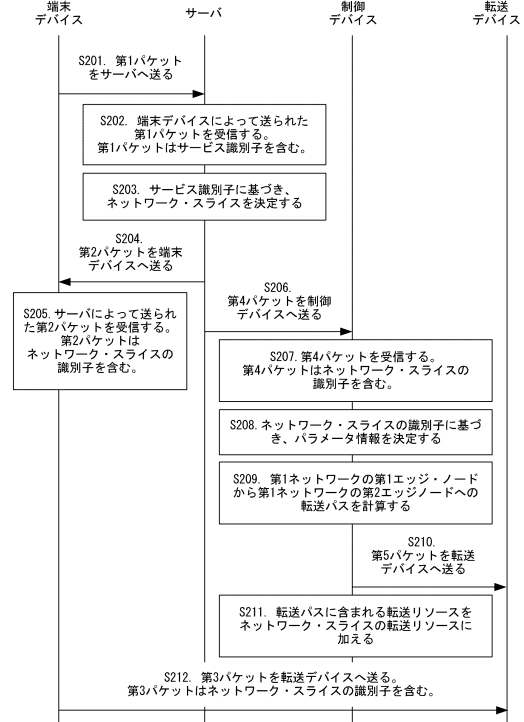 端末
デバイス
サーバ
制御
デバイス
転送
デバイス
S201. 第1パケット
をサーバへ送る
S202. 端末デバイスによって送られた
第1パケットを受信する。
第1パケットはサービス識別子を含む。
S203. サービス識別子に基づき、
ネットワーク・スライスを決定する
S204.
第2パケットを端末
デバイスへ送る
S205.サーバによって送られ
た第2パケットを受信する。
第2パケットは
ネットワーク・スライスの
識別子を含む。
S206.
第4パケットを制御
デバイスへ送る
S207.第4パケットを受信する。
第4パケットはネットワーク・スライスの
識別子を含む。
S208.ネットワーク・スライスの識別子に基づ
き、パラメータ情報を決定する
S209. 第1ネットワークの第1エッジ・ノード
から第1ネットワークの第2エッジノードへの
転送パスを計算する
S210.
第5パケットを転送
デバイスへ送る
S211. 転送パスに含まれる転送リソースを
ネットワーク・スライスの転送リソースに
加える
S212. 第3パケットを転送デバイスへ送る。
第3パケットはネットワーク・スライスの識別子を含む。